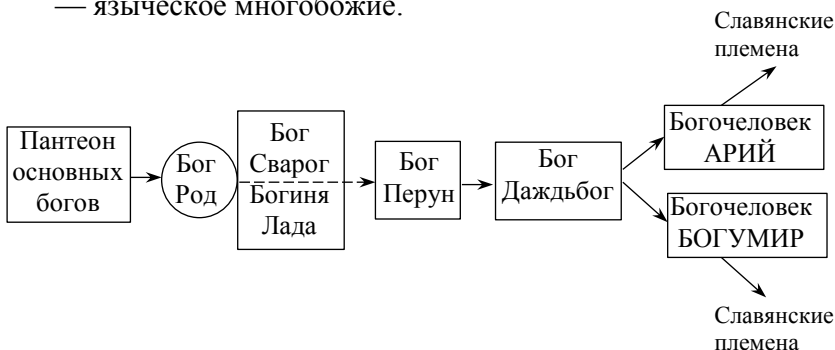 — языческое многобожие.
Славянские
племена
Пантеон
основных
богов
Бог
Род
Бог
Сварог
Богиня
Лада
Бог
Перун
Бог
Даждьбог
Богочеловек
АРИЙ
Богочеловек
БОГУМИР
Славянские
племена